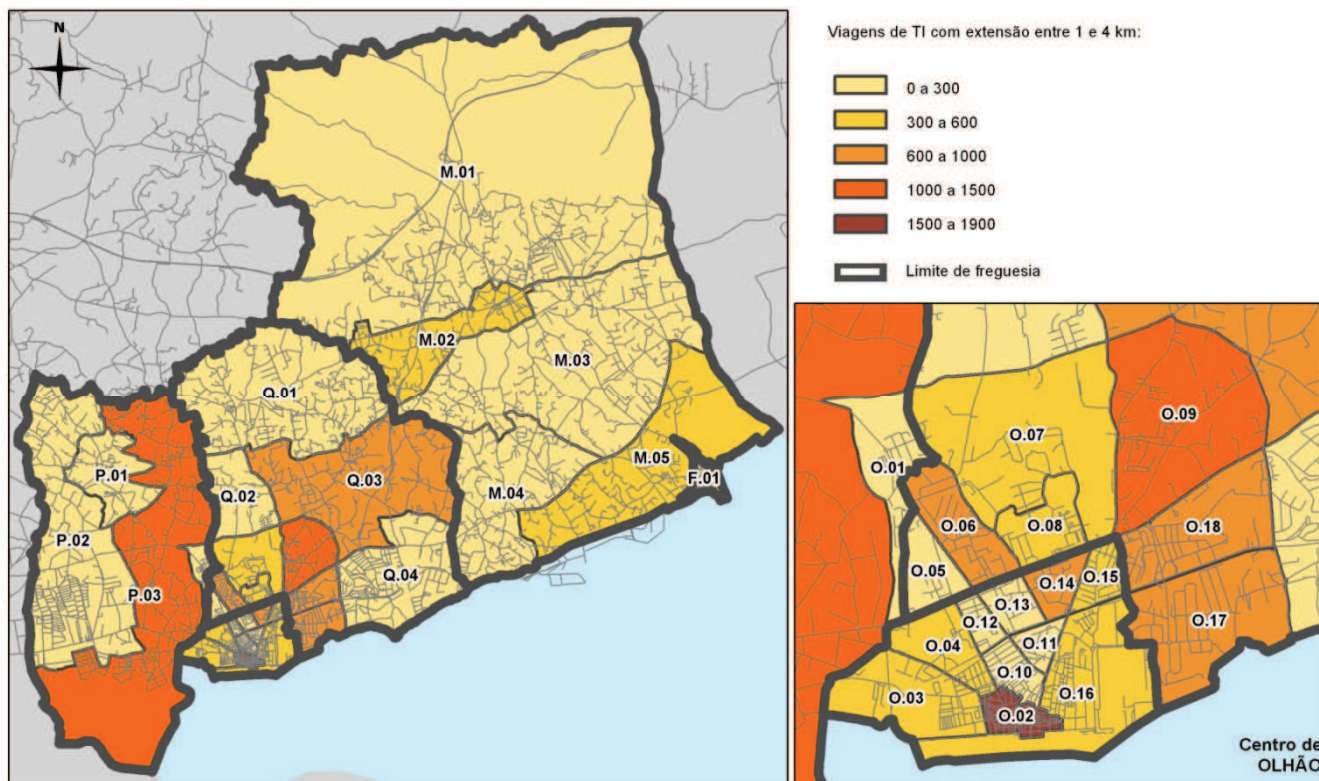 N
M.01
M.02
M.03
Q.01
P.01
Q.02
Q.03
M.05
F.01
M.04
P.02
Q.04
P.03
Viagens de TI com extensão entre 1 e 4 km:
0 a 300
300 a 600
600 a 1000
1000 a 1500
1500 a 1900
Limite de freguesia
O.09
O.07
O.01
O.08
O.18
O.06
O.05
O.14
O.15
O.13
O.12
O.17
O.04
O.11
O.10
O.03
O.16
O.02
Centro de
OLHÃO